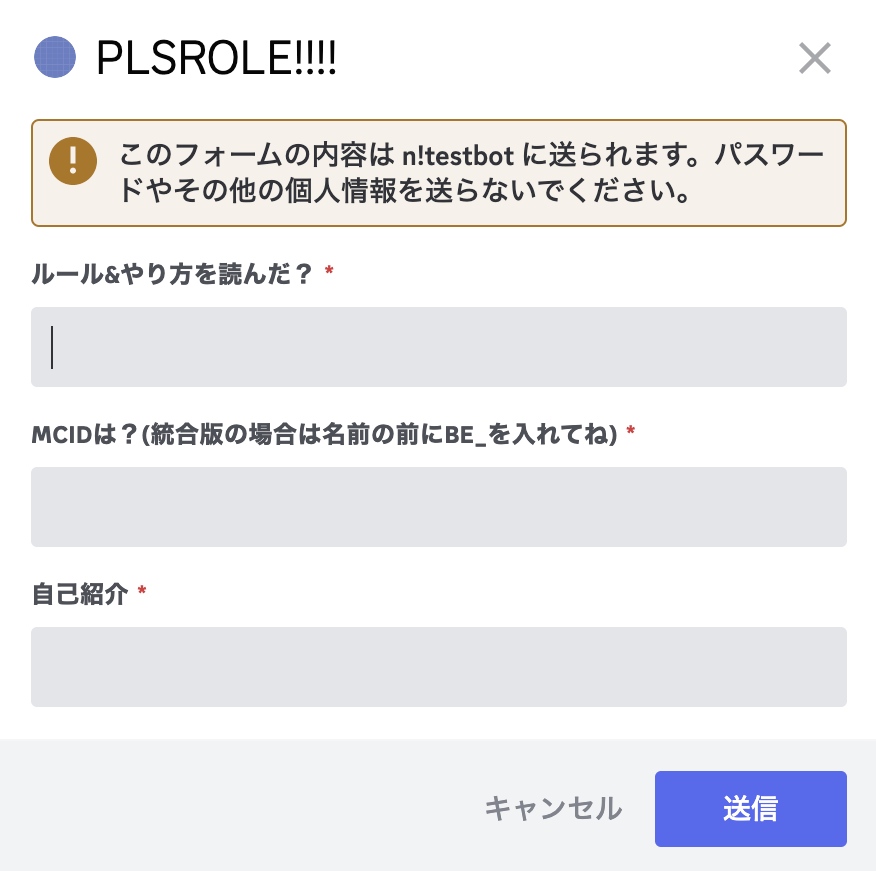 PLSROLE!!!!
このフォームの内容は n!testbot に送られます。パスワー
ドやその他の個人情報を送らないでください。
ルール&やり方を読んだ？ *
MCIDは？(統合版の場合は名前の前にBE_を入れてね) *
自己紹介 *
キャンセル
送信